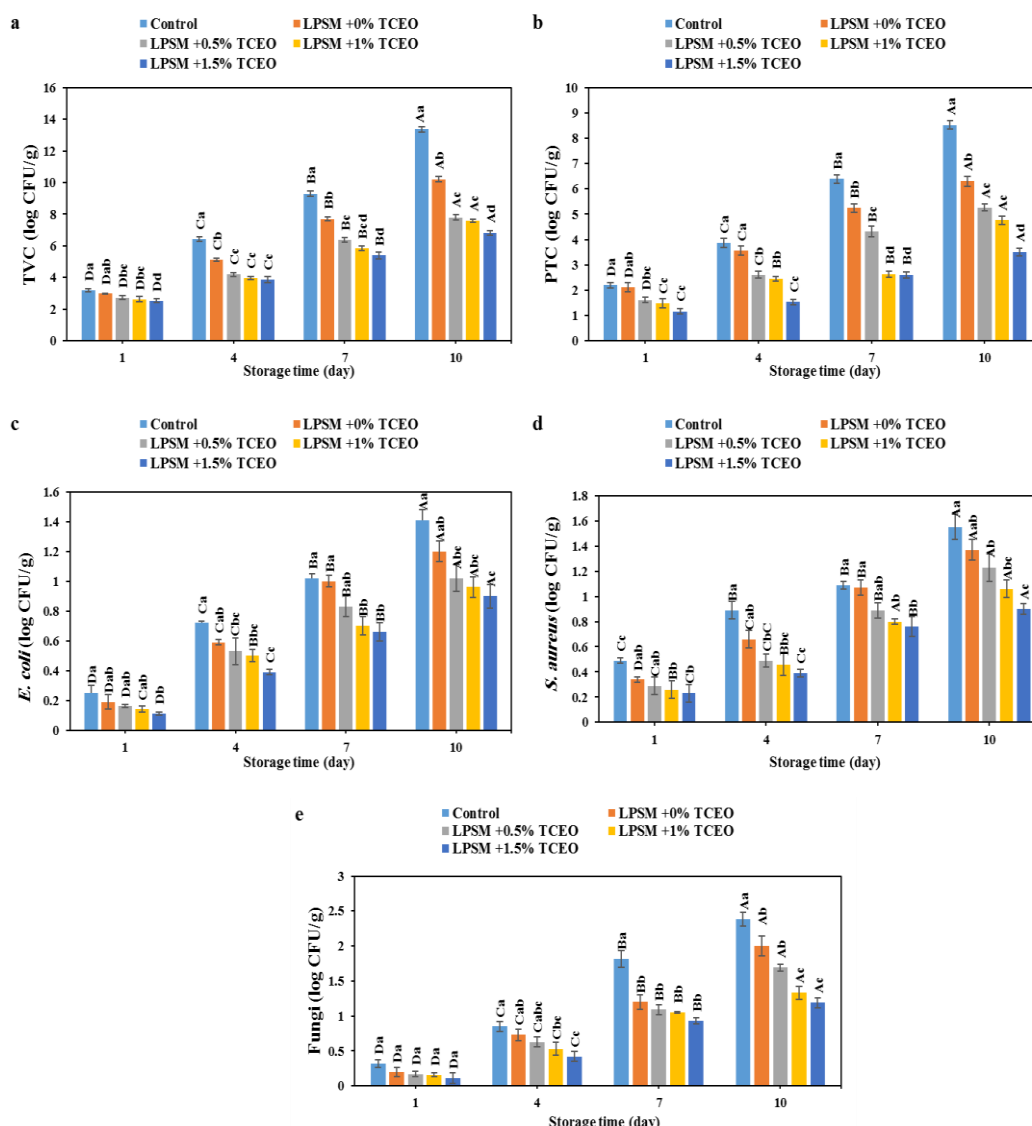 a
Control
LPSM +0% TCEO
LPSM +0.5% TCEO
LPSM +1% TCEO
LPSM +1.5% TCEO
TVC (log CFU/g)
16
14
12
10
8
6
4
2
0
Da Dab Dbc Dbc Dd
Ca Cb Cc Cc Cc
Ba Bb Bc Bcd Bd
Aa Ab Ac Ac Ad
1 4 7 10
Storage time (day)
b
Control
LPSM +0% TCEO
LPSM +0.5% TCEO
LPSM +1% TCEO
LPSM +1.5% TCEO
PTC (log CFU/g)
10
9
8
7
6
5
4
3
2
1
0
Da Dab Dbc Cc Cc
Ca Ca Cb Bb Cc
Ba Bb Bc Bd Bd
Aa Ab Ac Ac Ad
1 4 7 10
Storage time (day)
c
Control
LPSM +0% TCEO
LPSM +0.5% TCEO
LPSM +1% TCEO
LPSM +1.5% TCEO
E. coli (log CFU/g)
1.6
1.4
1.2
1
0.8
0.6
0.4
0.2
0
Da Dab Dab Cab Db
Ca Cab Cbc Bbc Cc
Ba Ba Bab Bb Bb
Aa Aab Abc Abc Ac
1 4 7 10
Storage time (day)
d
Control
LPSM +0% TCEO
LPSM +0.5% TCEO
LPSM +1% TCEO
LPSM +1.5% TCEO
S. aureus (log CFU/g)
1.8
1.6
1.4
1.2
1
0.8
0.6
0.4
0.2
0
Cc Dab Cab Bb Cb
Ba Cab CbC Bbc Cc
Ba Ba Bab Ab Bb
Aa Aab Ab Abc Ac
1 4 7 10
Storage time (day)
e
Control
LPSM +0% TCEO
LPSM +0.5% TCEO
LPSM +1% TCEO
LPSM +1.5% TCEO
Fungi (log CFU/g)
3
2.5
2
1.5
1
0.5
0
Da Da Da Da Da
Ca Cab Cabc Cbc Cc
Ba Bb Bb Bb Bb
Aa Ab Ab Ac Ac
1 4 7 10
Storage time (day)